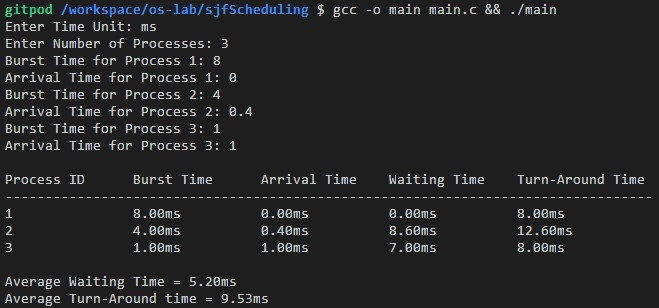 gitpod /workspace/os-lab/sjfScheduling $ gcc -o main main.c && ./main
Enter Time Unit: ms
Enter Number of Processes: 3
Burst Time for Process 1: 8
Arrival Time for Process 1: 0
Burst Time for Process 2: 4
Arrival Time for Process 2: 0.4
Burst Time for Process 3: 1
Arrival Time for Process 3: 1
Process ID Burst Time Arrival Time Waiting Time Turn-Around Time
--------------------------------------------------------------------------------
1 8.00ms 0.00ms 0.00ms 8.00ms
2 4.00ms 0.40ms 8.60ms 12.60ms
3 1.00ms 1.00ms 7.00ms 8.00ms
Average Waiting Time = 5.20ms
Average Turn-Around time = 9.53ms